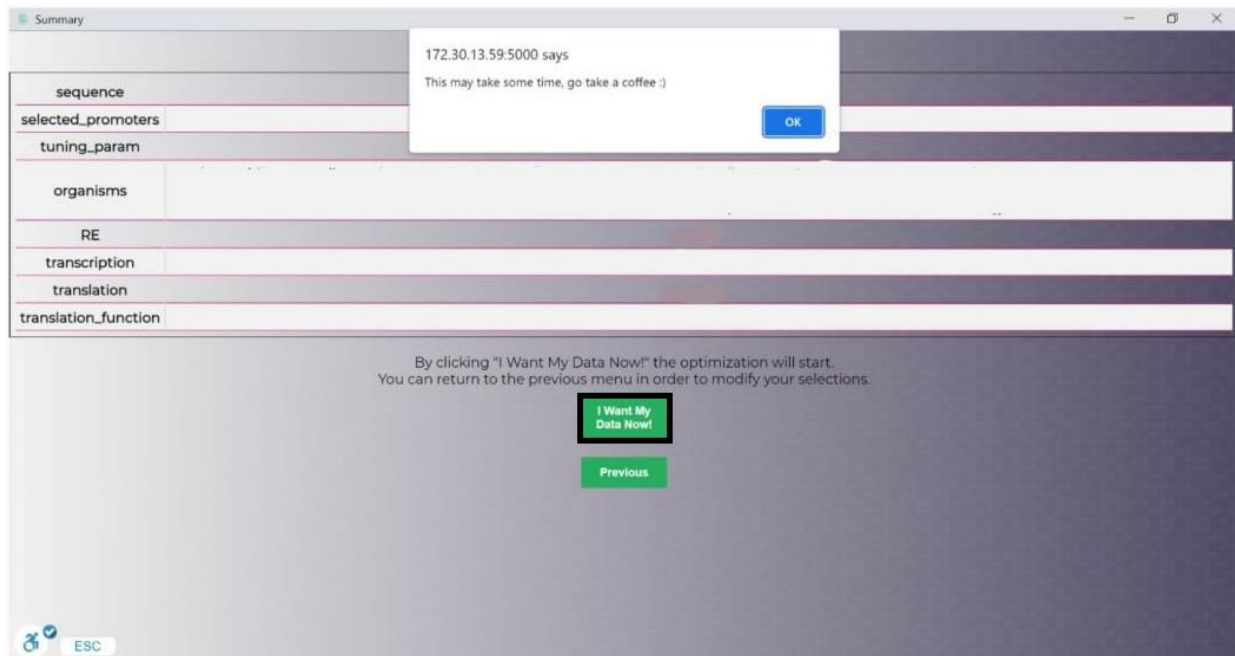 Summary
172.30.13.59:5000 says
This may take some time, go take a coffee :)
OK
sequence
selected_promoters
tuning_param
organisms
RE
transcription
translation
translation_function
By clicking "I Want My Data Now!" the optimization will start.
You can return to the previous menu in order to modify your selections.
I Want My
Data Now!
Previous
ESC